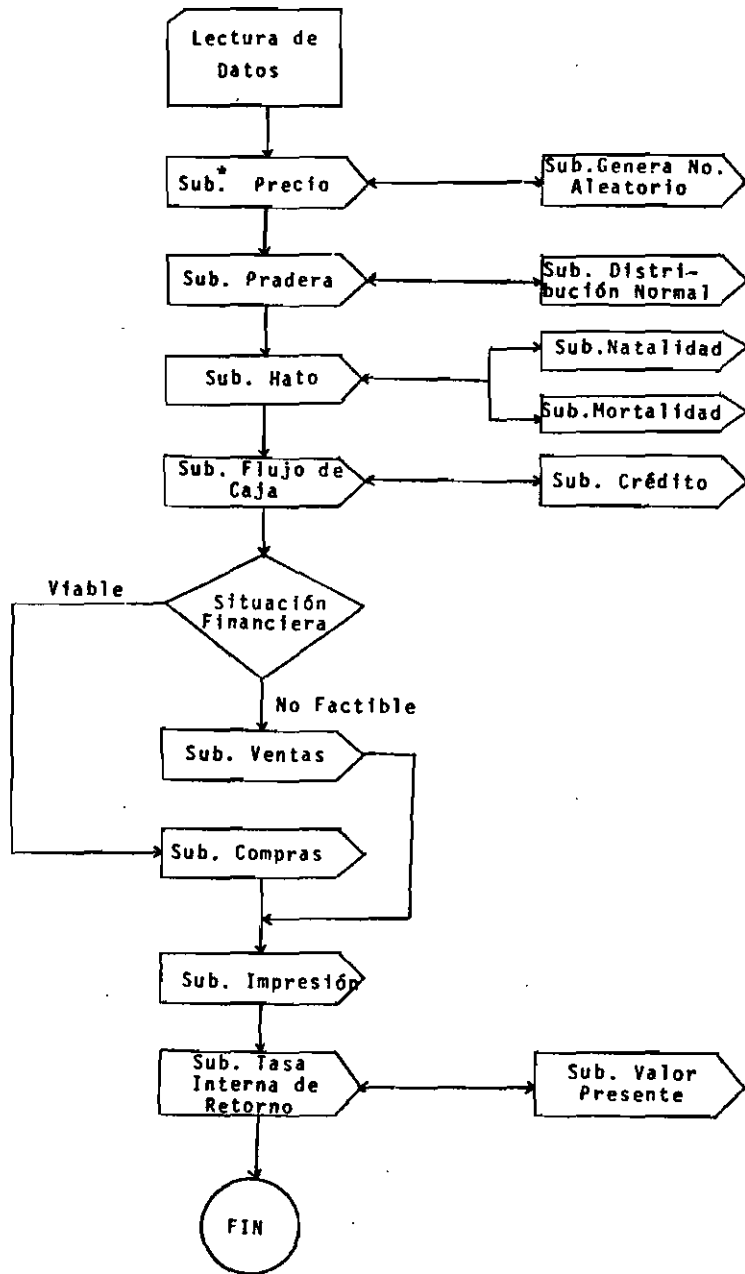 Lectura de
Datos
Sub.* Precio
Sub.Genera No.
Aleatorio
Sub. Pradera
Sub. Distri-
bución Normal
Sub. Hato
Sub.Natalidad
Sub.Mortalidad
Sub. Flujo de
Caja
Sub. Crédito
Viable
Situación
Financiera
No Factible
Sub. Ventas
Sub. Compras
Sub. Impresión
Sub. Tasa
Interna de
Retorno
Sub. Valor
Presente
FIN